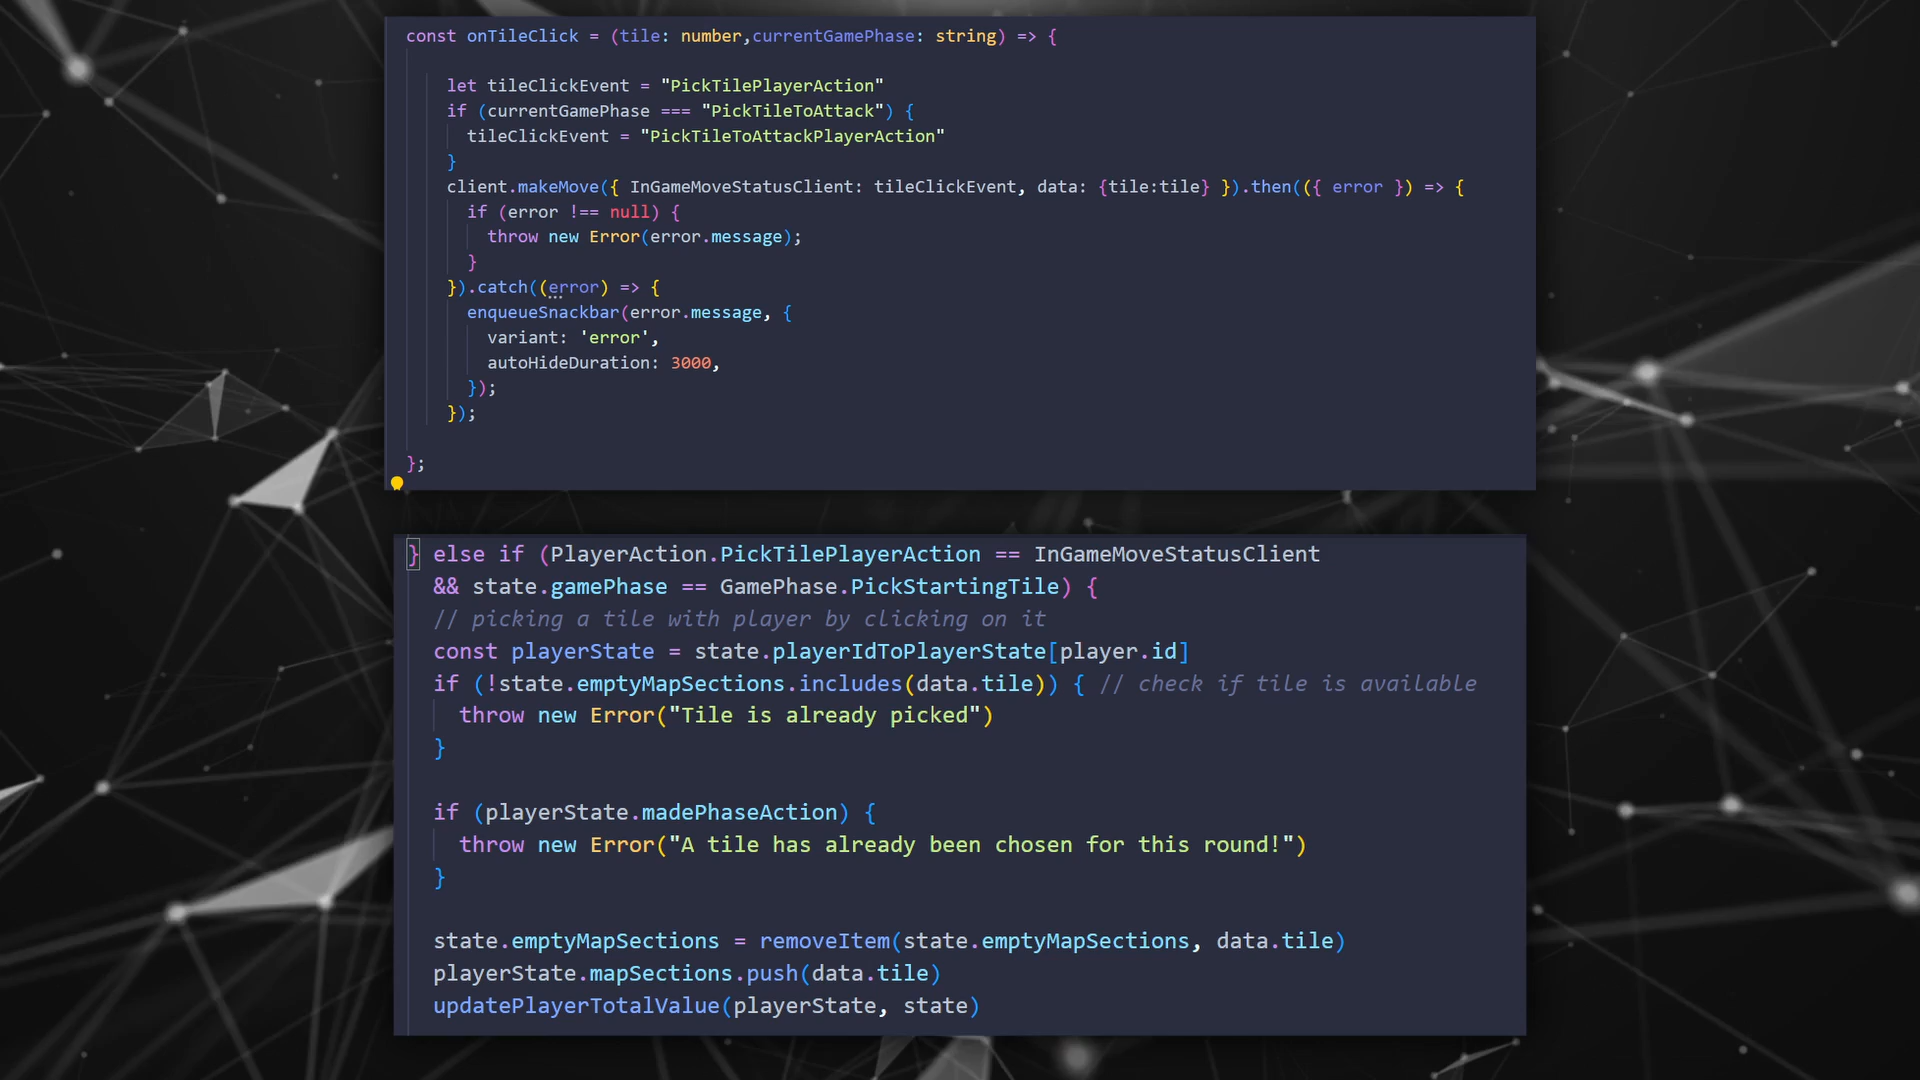 const onTileClick = (tile: number,currentGamePhase: string) => {
let tileClickEvent = "PickTilePlayerAction"
if (currentGamePhase === "PickTileToAttack") {
tileClickEvent = "PickTileToAttackPlayerAction"
}
client.makeMove({ InGameMoveStatusClient: tileClickEvent, data: {tile:tile} }).then(({ error }) => {
if (error !== null) {
throw new Error(error.message);
}
}).catch((error) => {
enqueueSnackbar(error.message, {
variant: 'error',
autoHideDuration: 3000,
});
});
};
} else if (PlayerAction.PickTilePlayerAction == InGameMoveStatusClient
&& state.gamePhase == GamePhase.PickStartingTile) {
// picking a tile with player by clicking on it
const playerState = state.playerIdToPlayerState[player.id]
if (!state.emptyMapSections.includes(data.tile)) { // check if tile is available
throw new Error("Tile is already picked")
}
if (playerState.madePhaseAction) {
throw new Error("A tile has already been chosen for this round!")
}
state.emptyMapSections = removeItem(state.emptyMapSections, data.tile)
playerState.mapSections.push(data.tile)
updatePlayerTotalValue(playerState, state)